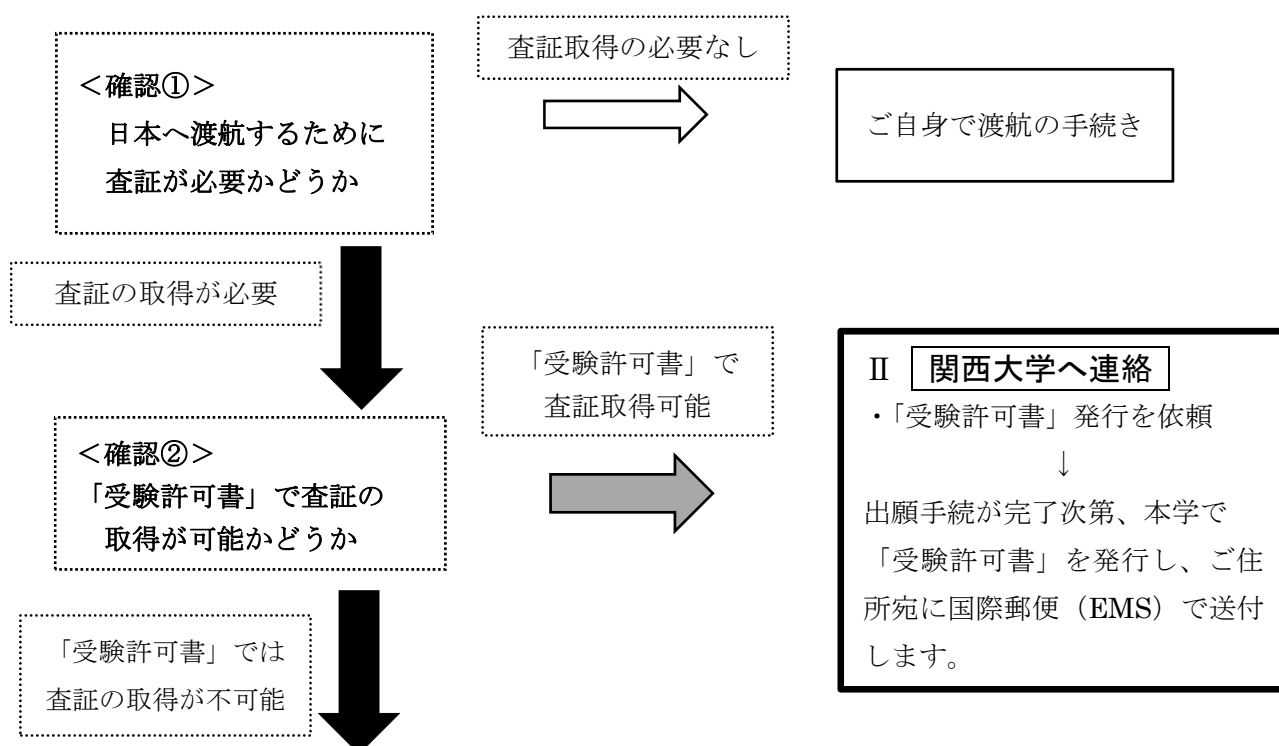 査証取得の必要なし
<確認①>
日本へ渡航するために
査証が必要かどうか
ご自身で渡航の手続き
査証の取得が必要
「受験許可書」で
査証取得可能
Ⅱ 関西大学へ連絡
・「受験許可書」発行を依頼
↓
出願手続が完了次第、本学で
「受験許可書」を発行し、ご住
所宛に国際郵便（EMS）で送付
します。
<確認②>
「受験許可書」で査証の
取得が可能かどうか
「受験許可書」では
査証の取得が不可能